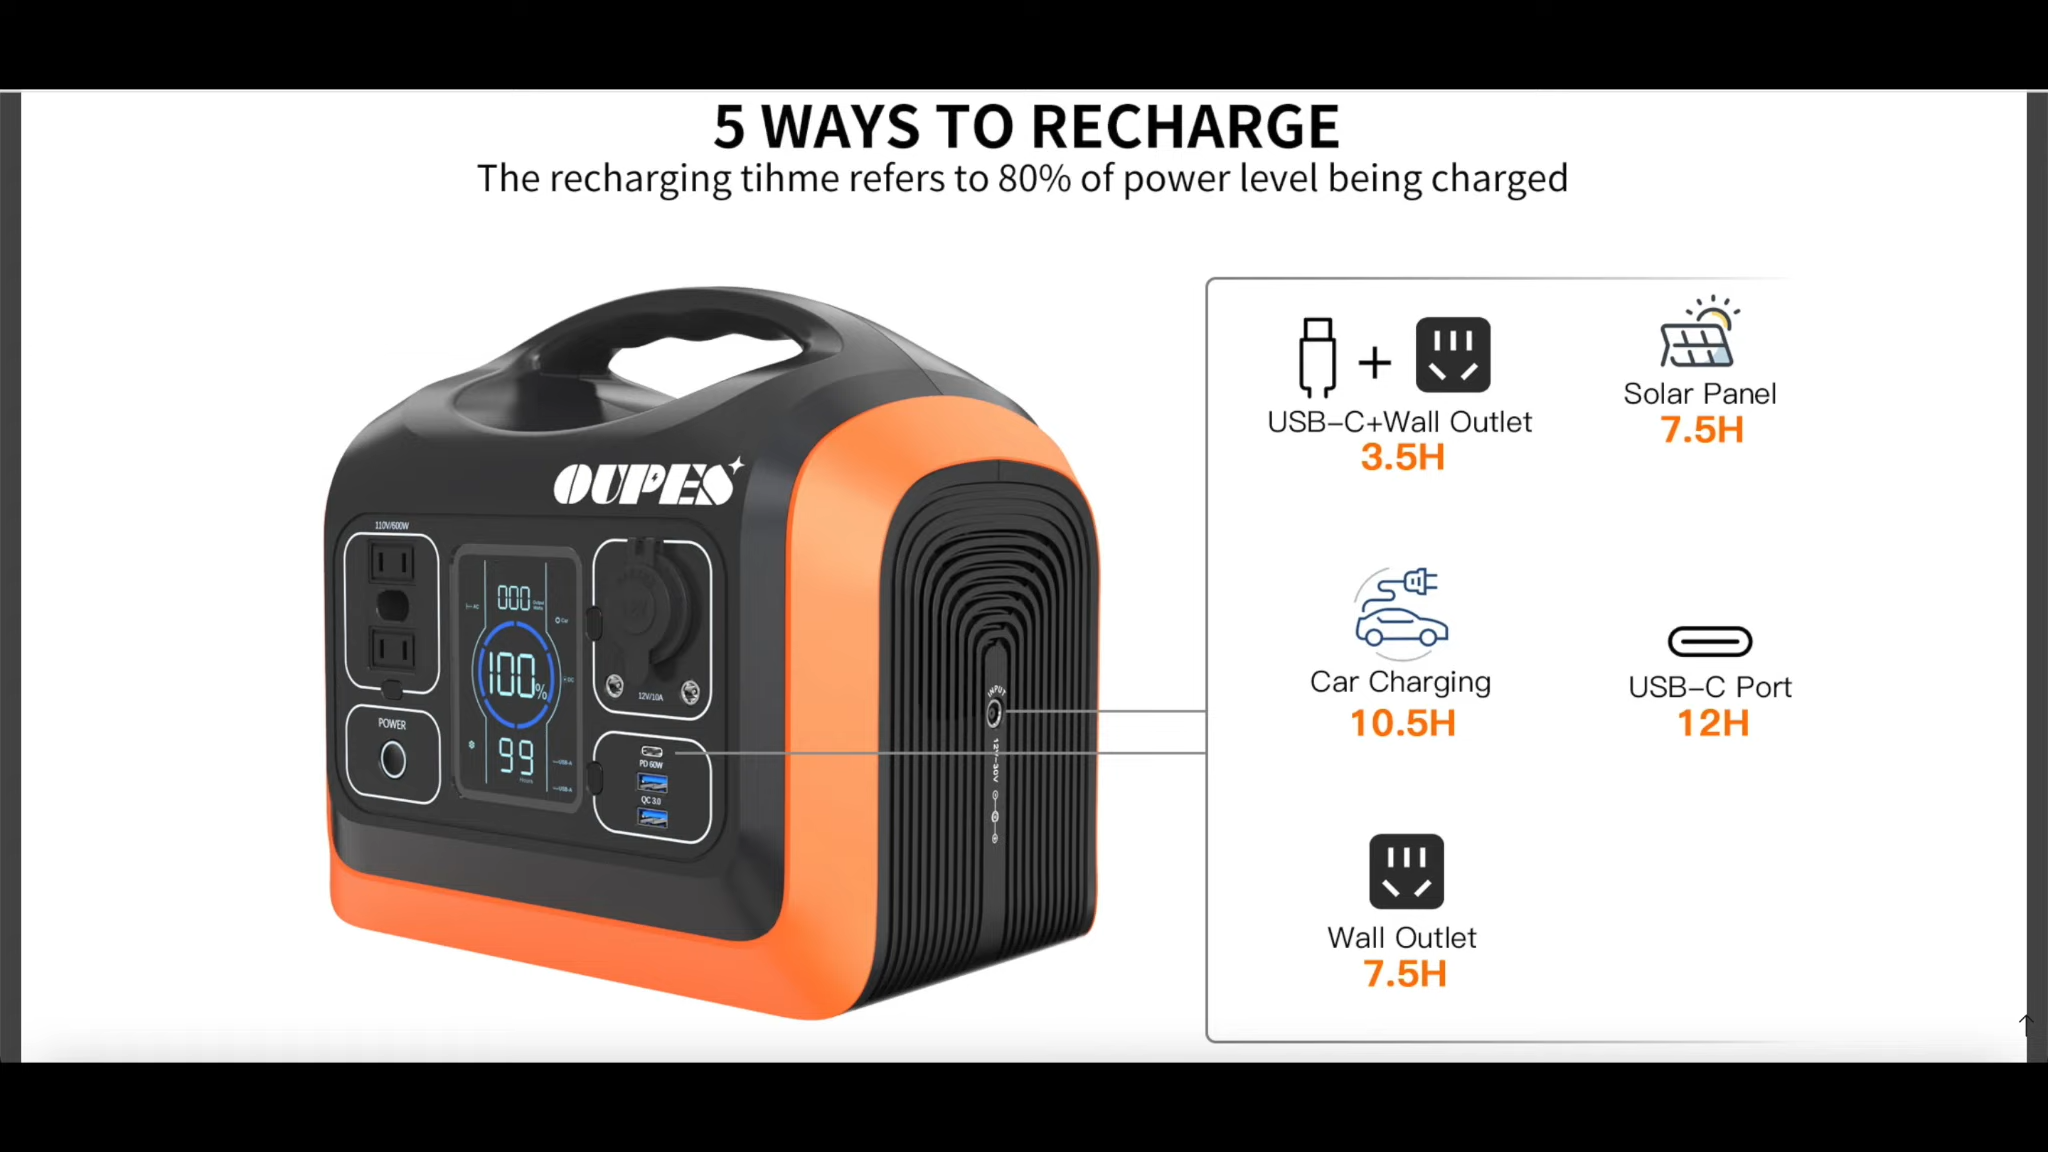 5 WAYS TO RECHARGE
The recharging tihme refers to 80% of power level being charged
USB-C+Wall Outlet
3.5H
Solar Panel
7.5H
Car Charging
10.5H
USB-C Port
12H
Wall Outlet
7.5H
OUPES
110V/600W
000
100%
99
POWER
12V/10A
PD 60W
QC 3.0
INPUT
12V-30V